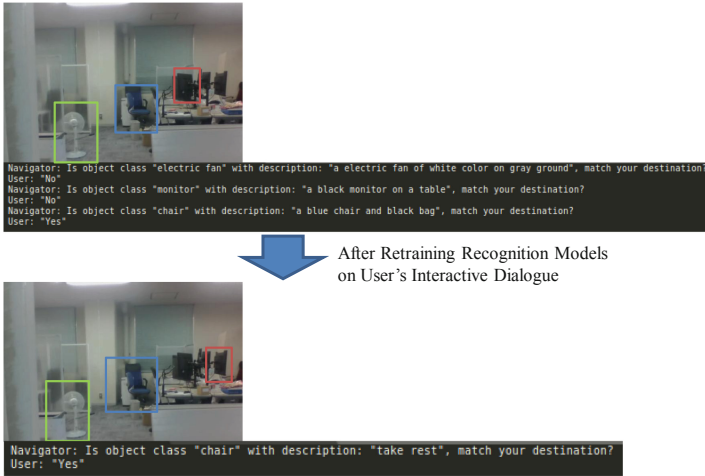 Navigator: Is object class "electric fan" with description: "a electric fan of white color on gray ground", match your destination?
User: "No"
Navigator: Is object class "monitor" with description: "a black monitor on a table", match your destination?
User: "No"
Navigator: Is object class "chair" with description: "a blue chair and black bag", match your destination?
User: "Yes"
After Retraining Recognition Models
on User's Interactive Dialogue
Navigator: Is object class "chair" with description: "take rest", match your destination?
User: "Yes"